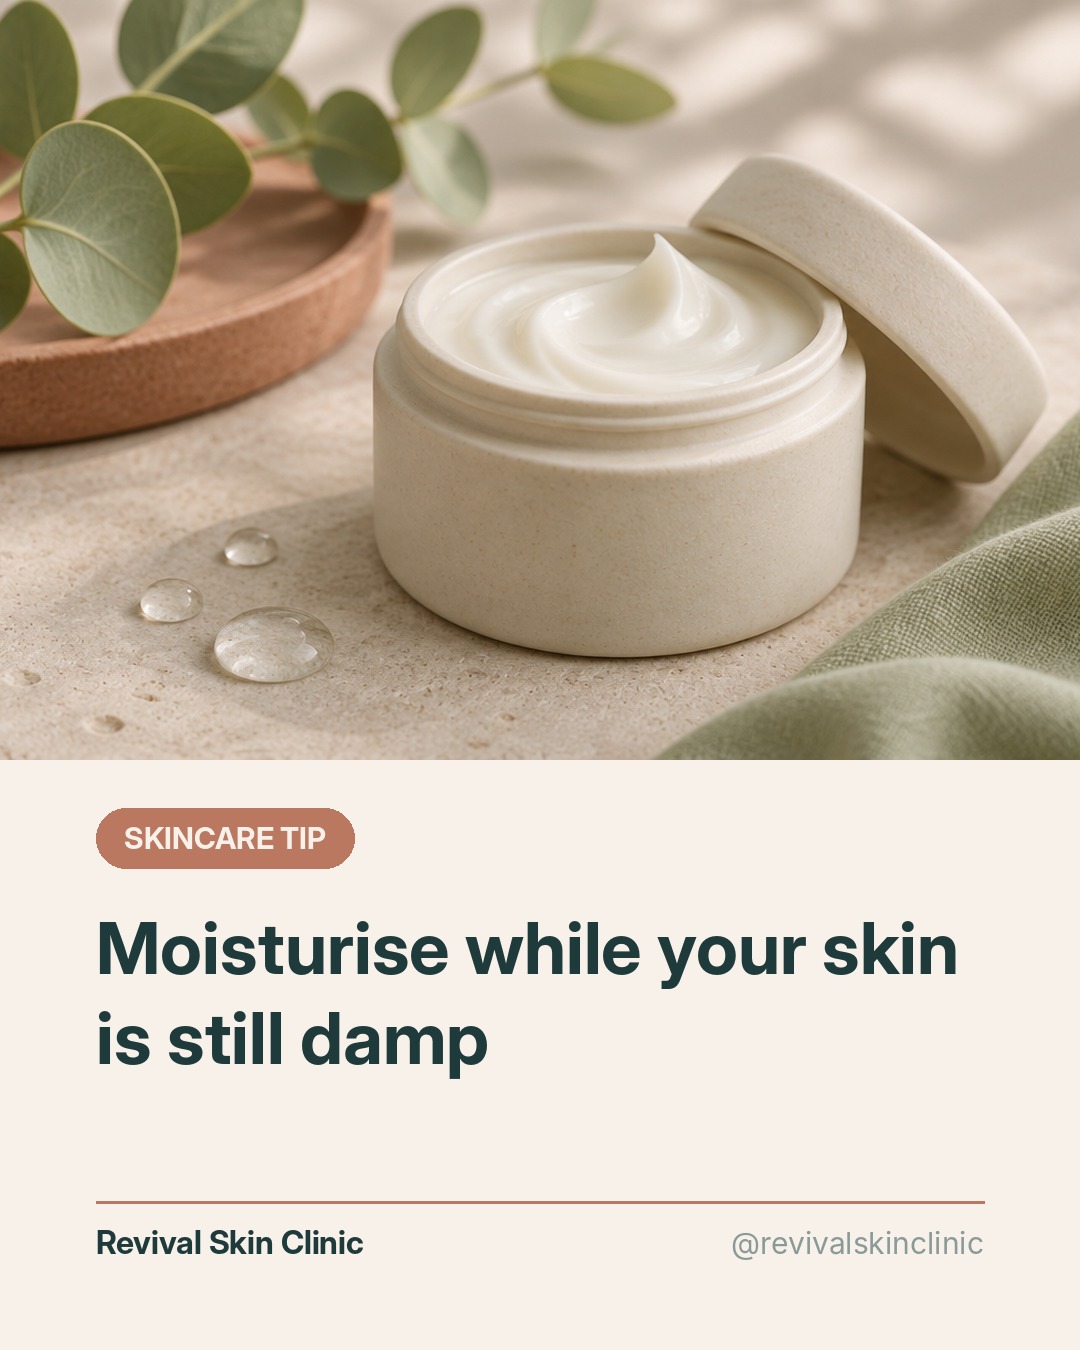 SKINCARE TIP
Moisturise while your skin
is still damp
Revival Skin Clinic
@revivalskinclinic